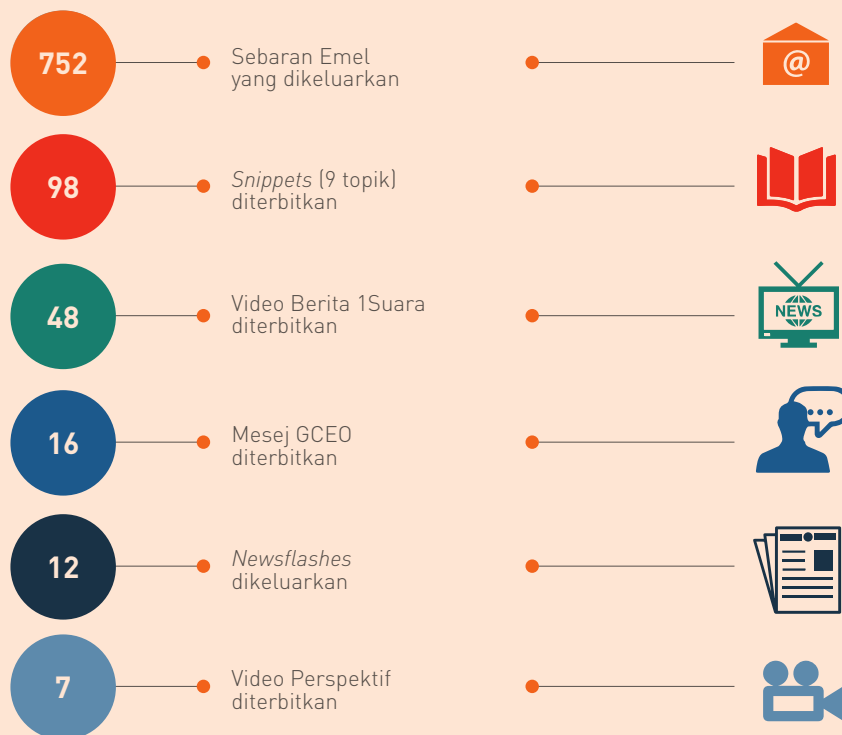 752
Sebaran Emel
yang dikeluarkan
@
98
Snippets (9 topik)
diterbitkan
48
Video Berita 1Suara
diterbitkan
NEWS
16
Mesej GCEO
diterbitkan
12
Newsflashes
dikeluarkan
7
Video Perspektif
diterbitkan